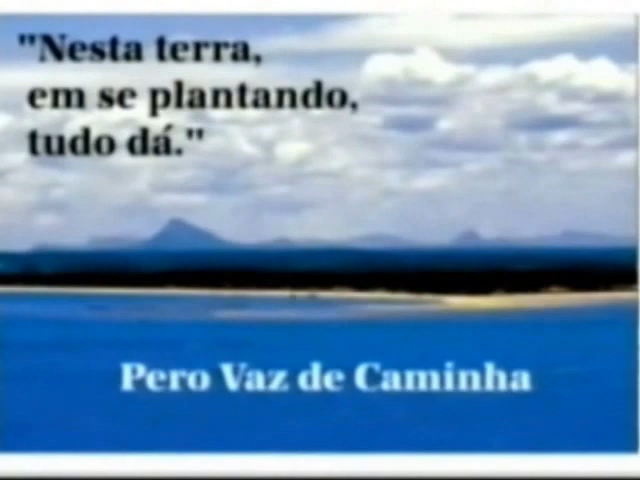 "Nesta terra,
em se plantando,
tudo dá."
Pero Vaz de Caminha